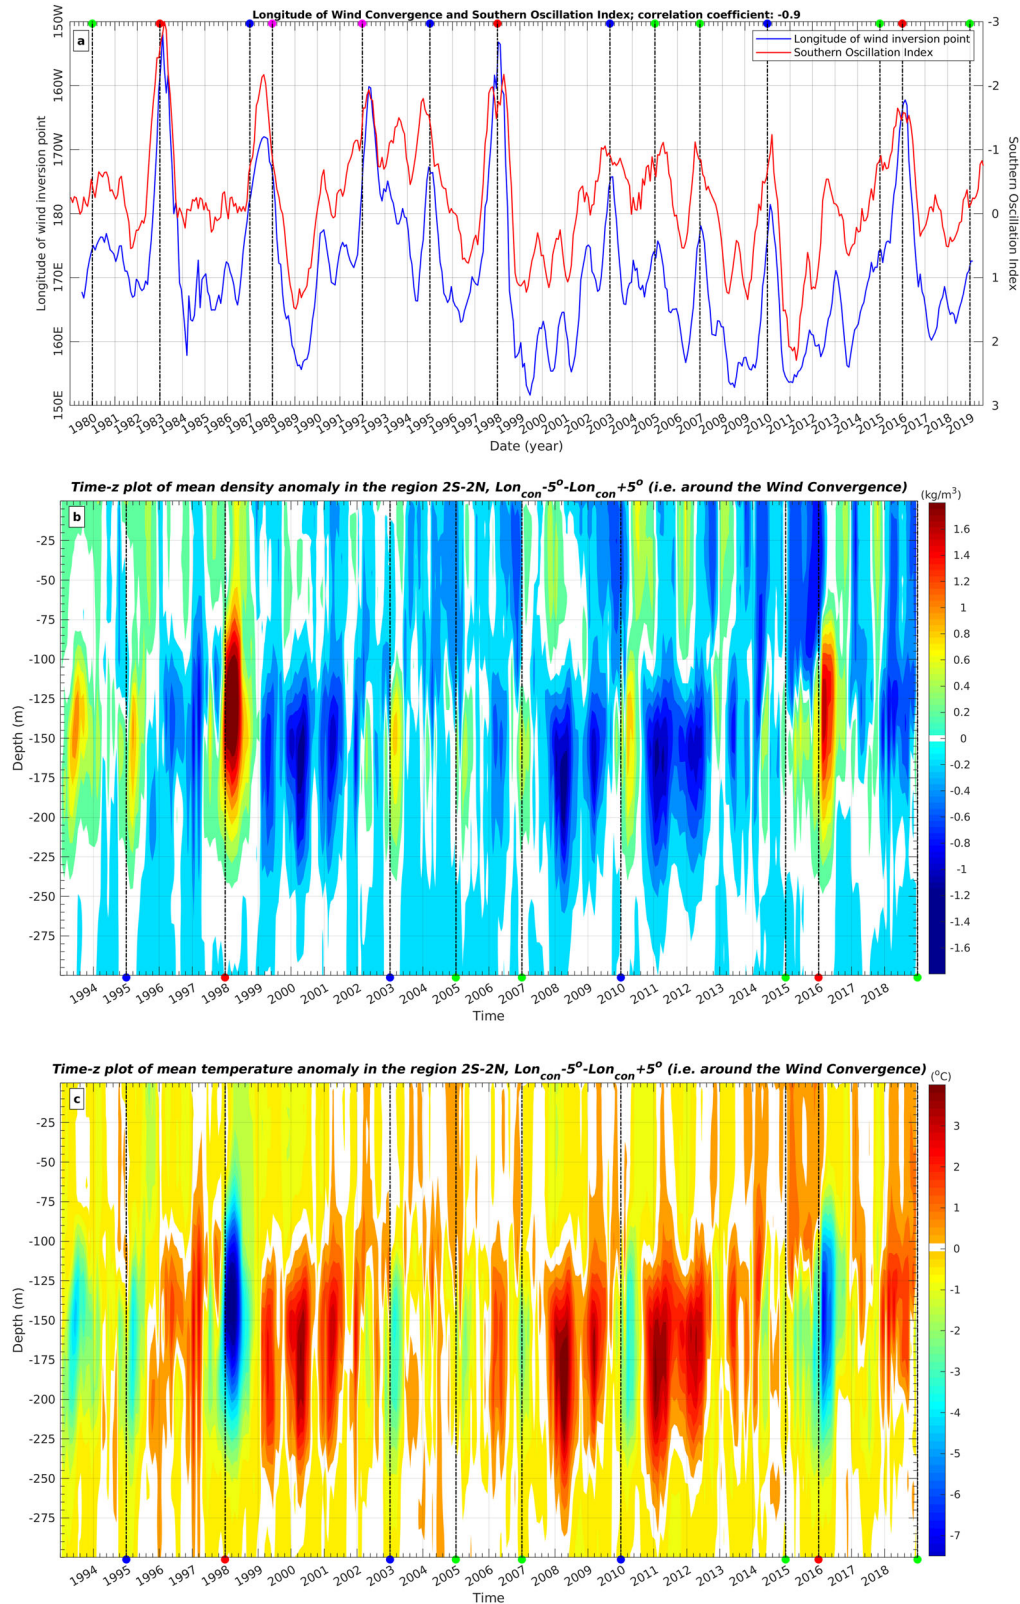 Longitude of Wind Convergence and Southern Oscillation Index; correlation coefficient: -0.9
a
Longitude of wind inversion point
Southern Oscillation Index
150W
160W
170W
180
170E
160E
150E
Longitude of wind inversion point
-3
-2
-1
0
1
2
3
Southern Oscillation Index
1980 1981 1982 1983 1984 1985 1986 1987 1988 1989 1990 1991 1992 1993 1994 1995 1996 1997 1998 1999 2000 2001 2002 2003 2004 2005 2006 2007 2008 2009 2010 2011 2012 2013 2014 2015 2016 2017 2018 2019
Date (year)
Time-z plot of mean density anomaly in the region 2S-2N, Lon_con-5°-Lon_con+5° (i.e. around the Wind Convergence)
(kg/m³)
b
-25
-50
-75
-100
-125
-150
-175
-200
-225
-250
-275
Depth (m)
1.6
1.4
1.2
1
0.8
0.6
0.4
0.2
0
-0.2
-0.4
-0.6
-0.8
-1
-1.2
-1.4
-1.6
1994 1995 1996 1997 1998 1999 2000 2001 2002 2003 2004 2005 2006 2007 2008 2009 2010 2011 2012 2013 2014 2015 2016 2017 2018
Time
Time-z plot of mean temperature anomaly in the region 2S-2N, Lon_con-5°-Lon_con+5° (i.e. around the Wind Convergence)
(°C)
c
-25
-50
-75
-100
-125
-150
-175
-200
-225
-250
-275
Depth (m)
3
2
1
0
-1
-2
-3
-4
-5
-6
-7
1994 1995 1996 1997 1998 1999 2000 2001 2002 2003 2004 2005 2006 2007 2008 2009 2010 2011 2012 2013 2014 2015 2016 2017 2018
Time